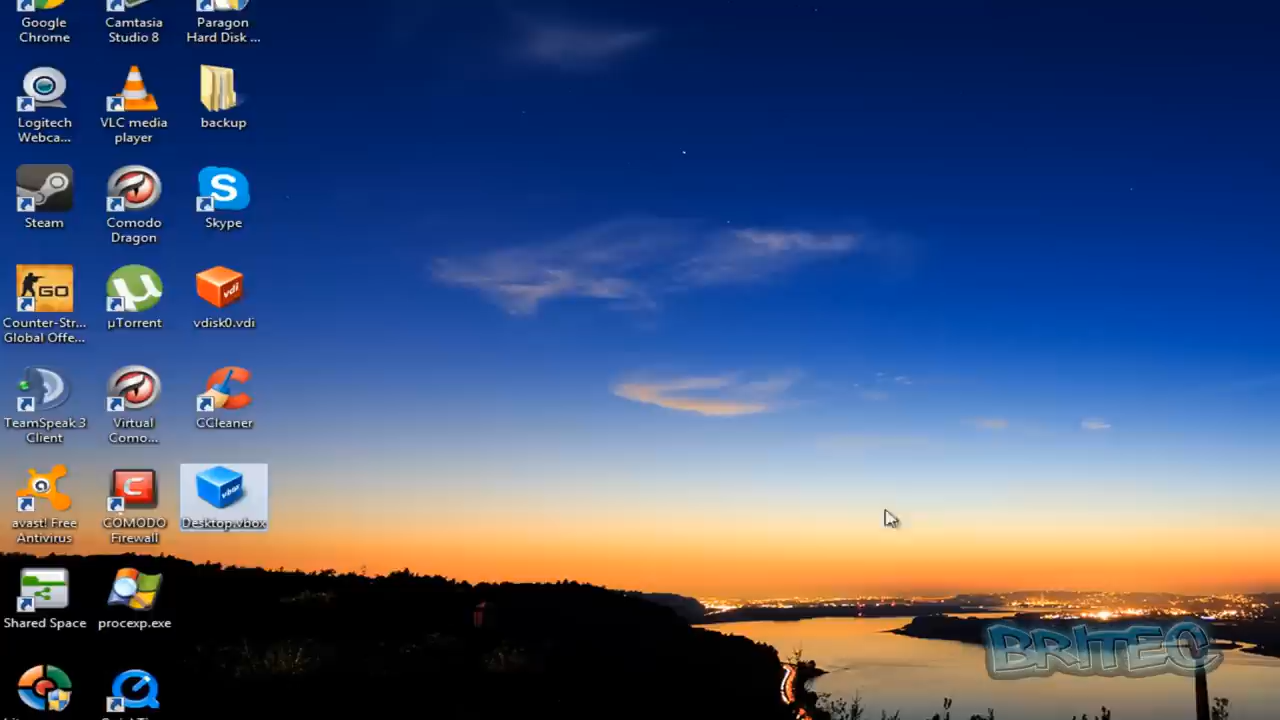 Google
Chrome
Camtasia
Studio 8
Paragon
Hard Disk ...
Logitech
Webca...
VLC media
player
backup
Steam
Comodo
Dragon
S
Skype
GO
Counter-Str...
Global Offe...
µ
µTorrent
vdi
vdisk0.vdi
TeamSpeak 3
Client
Virtual
Como...
CCleaner
a
avast! Free
Antivirus
C
COMODO
Firewall
vbox
Desktop.vbox
Shared Space
procexp.exe
BRITEC